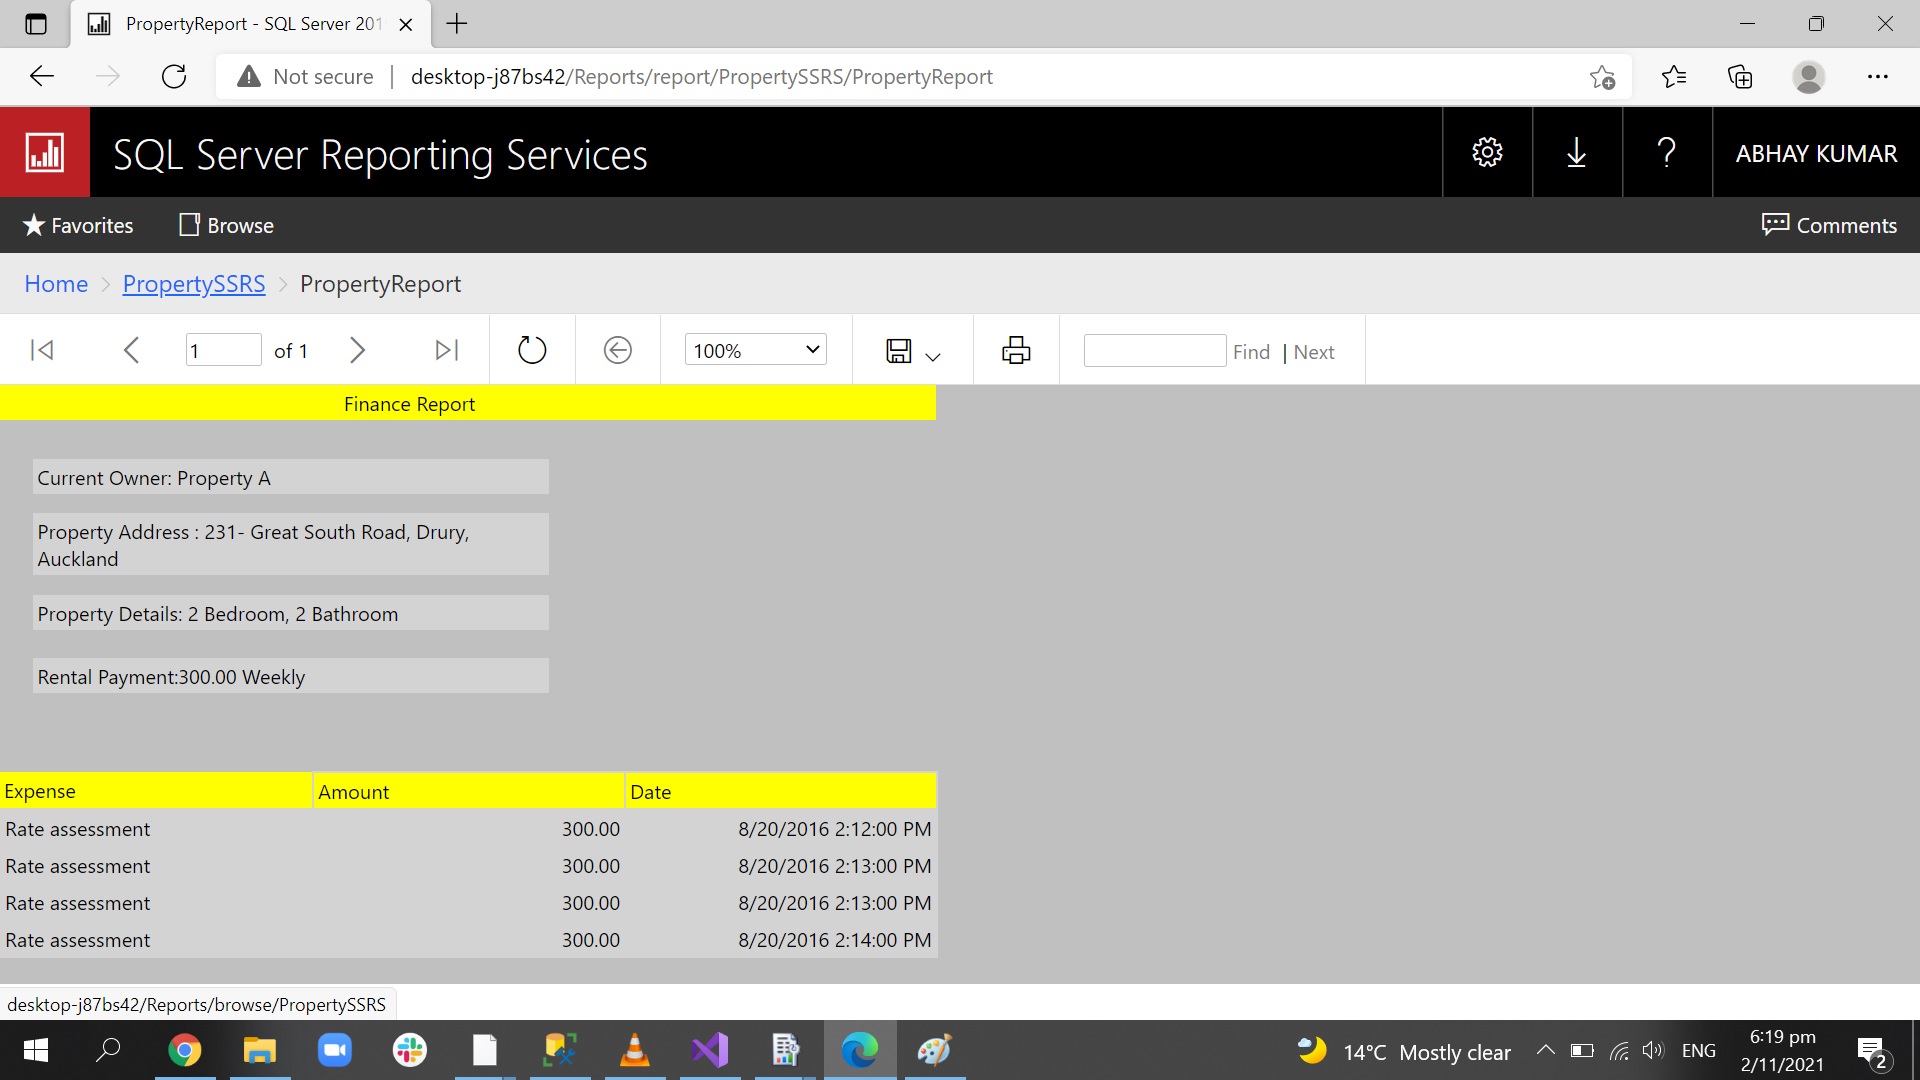 PropertyReport - SQL Server 201
Not secure | desktop-j87bs42/Reports/report/PropertySSRS/PropertyReport
SQL Server Reporting Services
? ABHAY KUMAR
Favorites Browse Comments
Home > PropertySSRS > PropertyReport
1 of 1 100% Find | Next
Finance Report
Current Owner: Property A
Property Address : 231- Great South Road, Drury,
Auckland
Property Details: 2 Bedroom, 2 Bathroom
Rental Payment:300.00 Weekly
Expense Amount Date
Rate assessment 300.00 8/20/2016 2:12:00 PM
Rate assessment 300.00 8/20/2016 2:13:00 PM
Rate assessment 300.00 8/20/2016 2:13:00 PM
Rate assessment 300.00 8/20/2016 2:14:00 PM
desktop-j87bs42/Reports/browse/PropertySSRS
14°C Mostly clear ENG
6:19 pm
2/11/2021
2